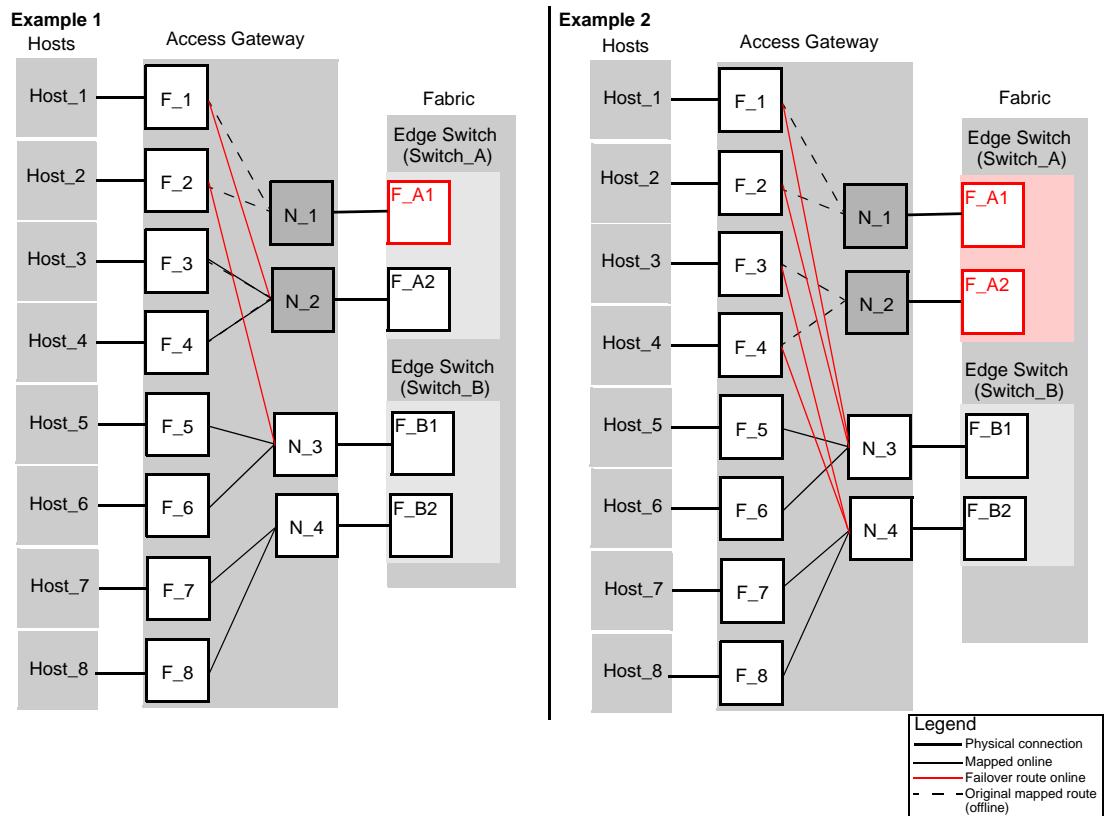 Example 1
Hosts
Access Gateway
Fabric
Host_1
Host_2
Host_3
Host_4
Host_5
Host_6
Host_7
Host_8
F_1
F_2
F_3
F_4
F_5
F_6
F_7
F_8
N_1
N_2
N_3
N_4
Edge Switch
(Switch_A)
F_A1
F_A2
Edge Switch
(Switch_B)
F_B1
F_B2
Example 2
Hosts
Access Gateway
Fabric
Host_1
Host_2
Host_3
Host_4
Host_5
Host_6
Host_7
Host_8
F_1
F_2
F_3
F_4
F_5
F_6
F_7
F_8
N_1
N_2
N_3
N_4
Edge Switch
(Switch_A)
F_A1
F_A2
Edge Switch
(Switch_B)
F_B1
F_B2
Legend
Physical connection
Mapped online
Failover route online
Original mapped route
(offline)